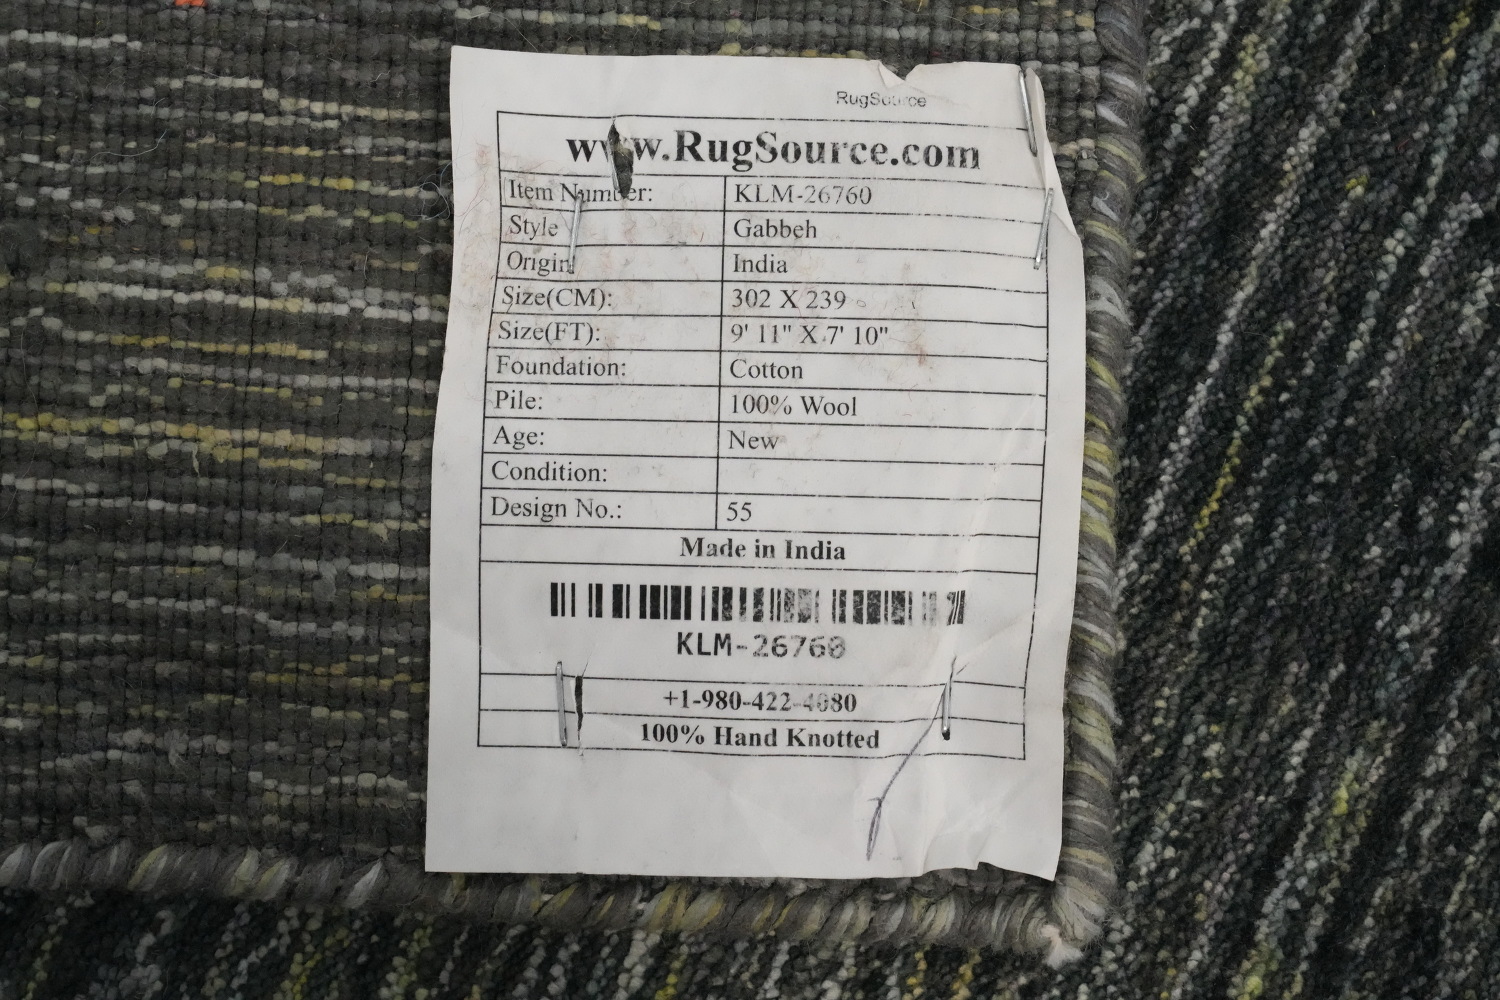 RugSource
www.RugSource.com
Item Number: KLM-26760
Style Gabbeh
Origin India
Size(CM): 302 X 239
Size(FT): 9' 11" X 7' 10"
Foundation: Cotton
Pile: 100% Wool
Age: New
Condition:
Design No.: 55
Made in India
KLM-26760
+1-980-422-4080
100% Hand Knotted